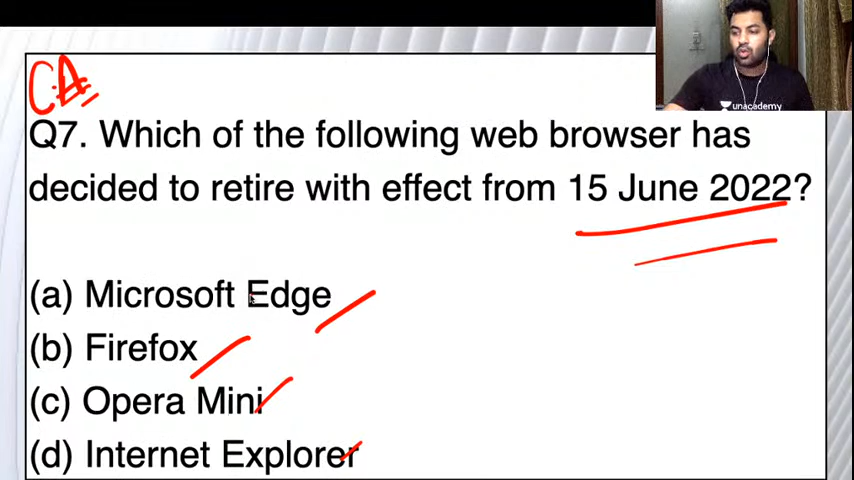 C.A
unacademy
Q7. Which of the following web browser has
decided to retire with effect from 15 June 2022?
(a) Microsoft Edge
(b) Firefox
(c) Opera Mini
(d) Internet Explorer